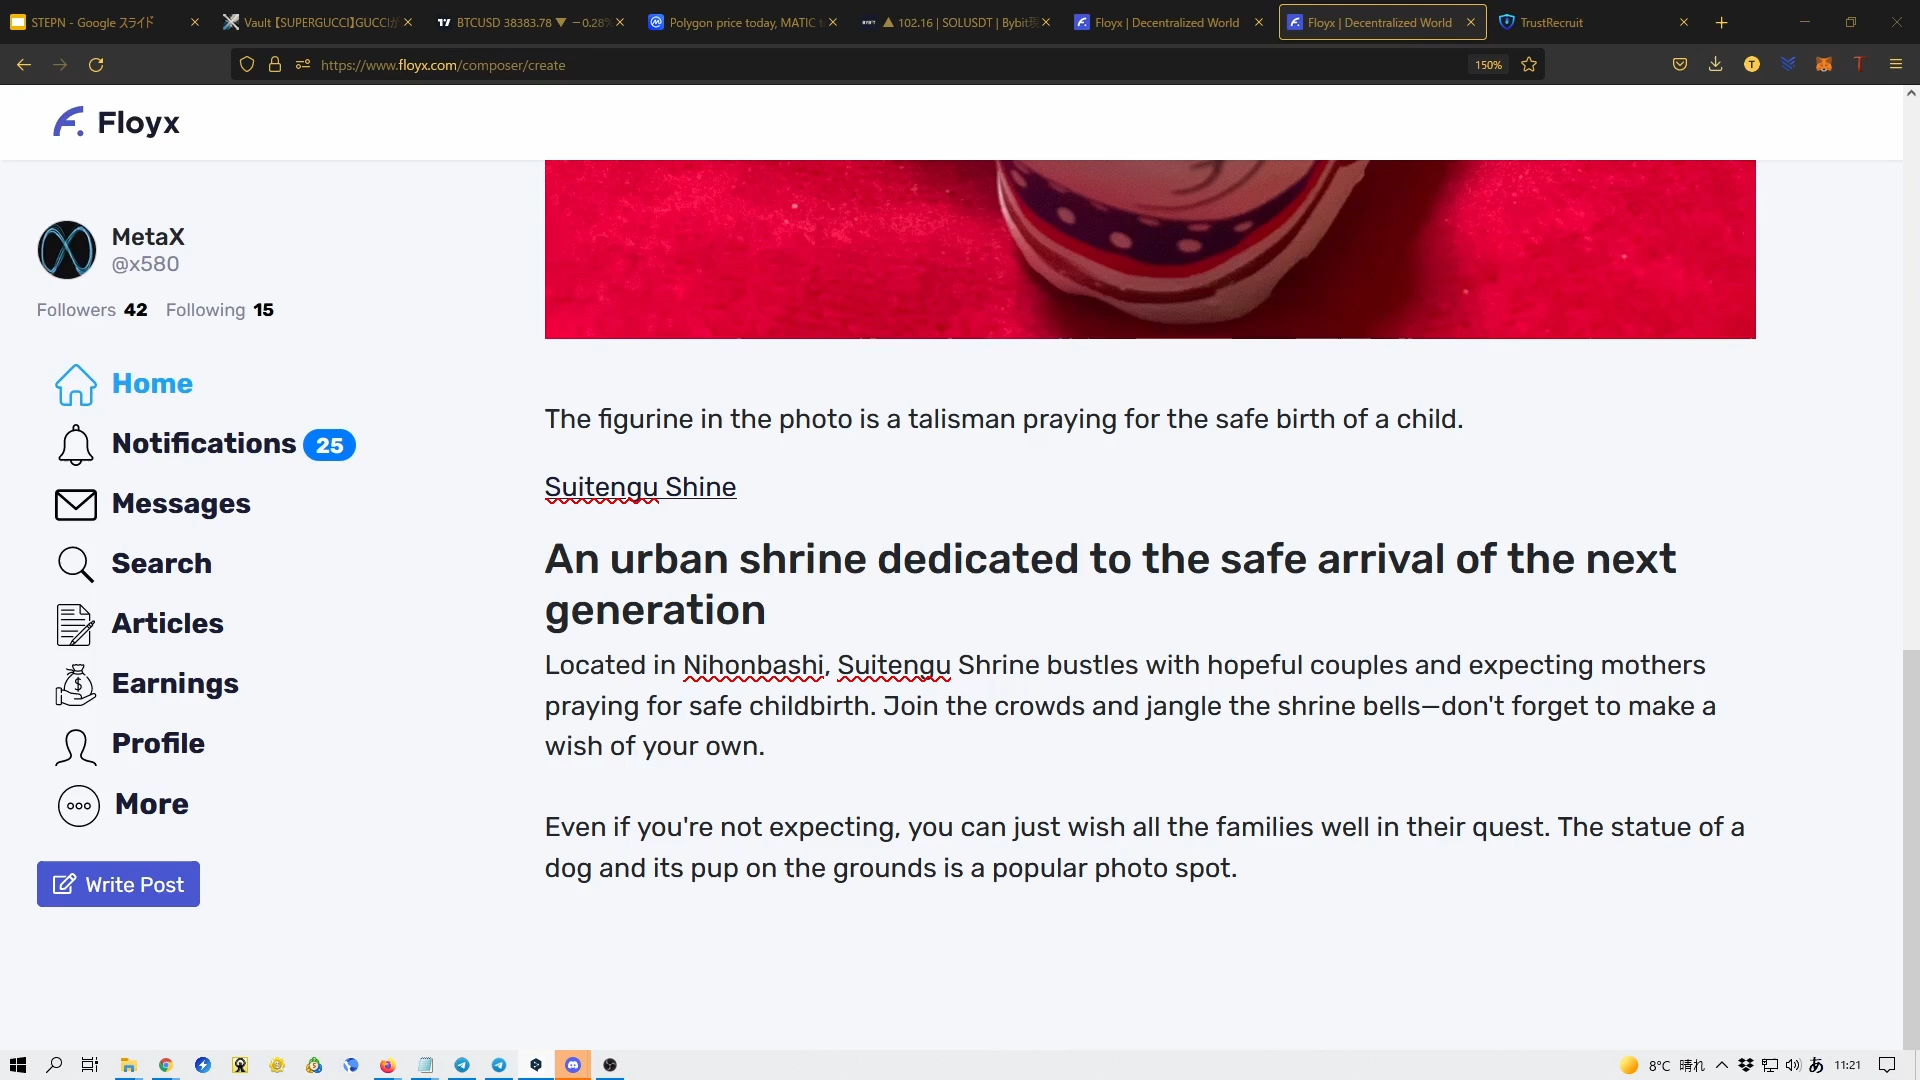 STEPN - Google スライド
Vault 【SUPERGUCCI】GUCCIが
BTCUSD 38383.78 ▼ −0.28%
Polygon price today, MATIC t
▲ 102.16 | SOLUSDT | Bybit
Floyx | Decentralized World
Floyx | Decentralized World
TrustRecruit
https://www.floyx.com/composer/create
150%
Floyx
MetaX
@x580
Followers 42 Following 15
Home
Notifications 25
Messages
Search
Articles
Earnings
Profile
More
Write Post
The figurine in the photo is a talisman praying for the safe birth of a child.
Suitengu Shine
An urban shrine dedicated to the safe arrival of the next
generation
Located in Nihonbashi, Suitengu Shrine bustles with hopeful couples and expecting mothers
praying for safe childbirth. Join the crowds and jangle the shrine bells—don't forget to make a
wish of your own.
Even if you're not expecting, you can just wish all the families well in their quest. The statue of a
dog and its pup on the grounds is a popular photo spot.
8°C 晴れ あ 11:21